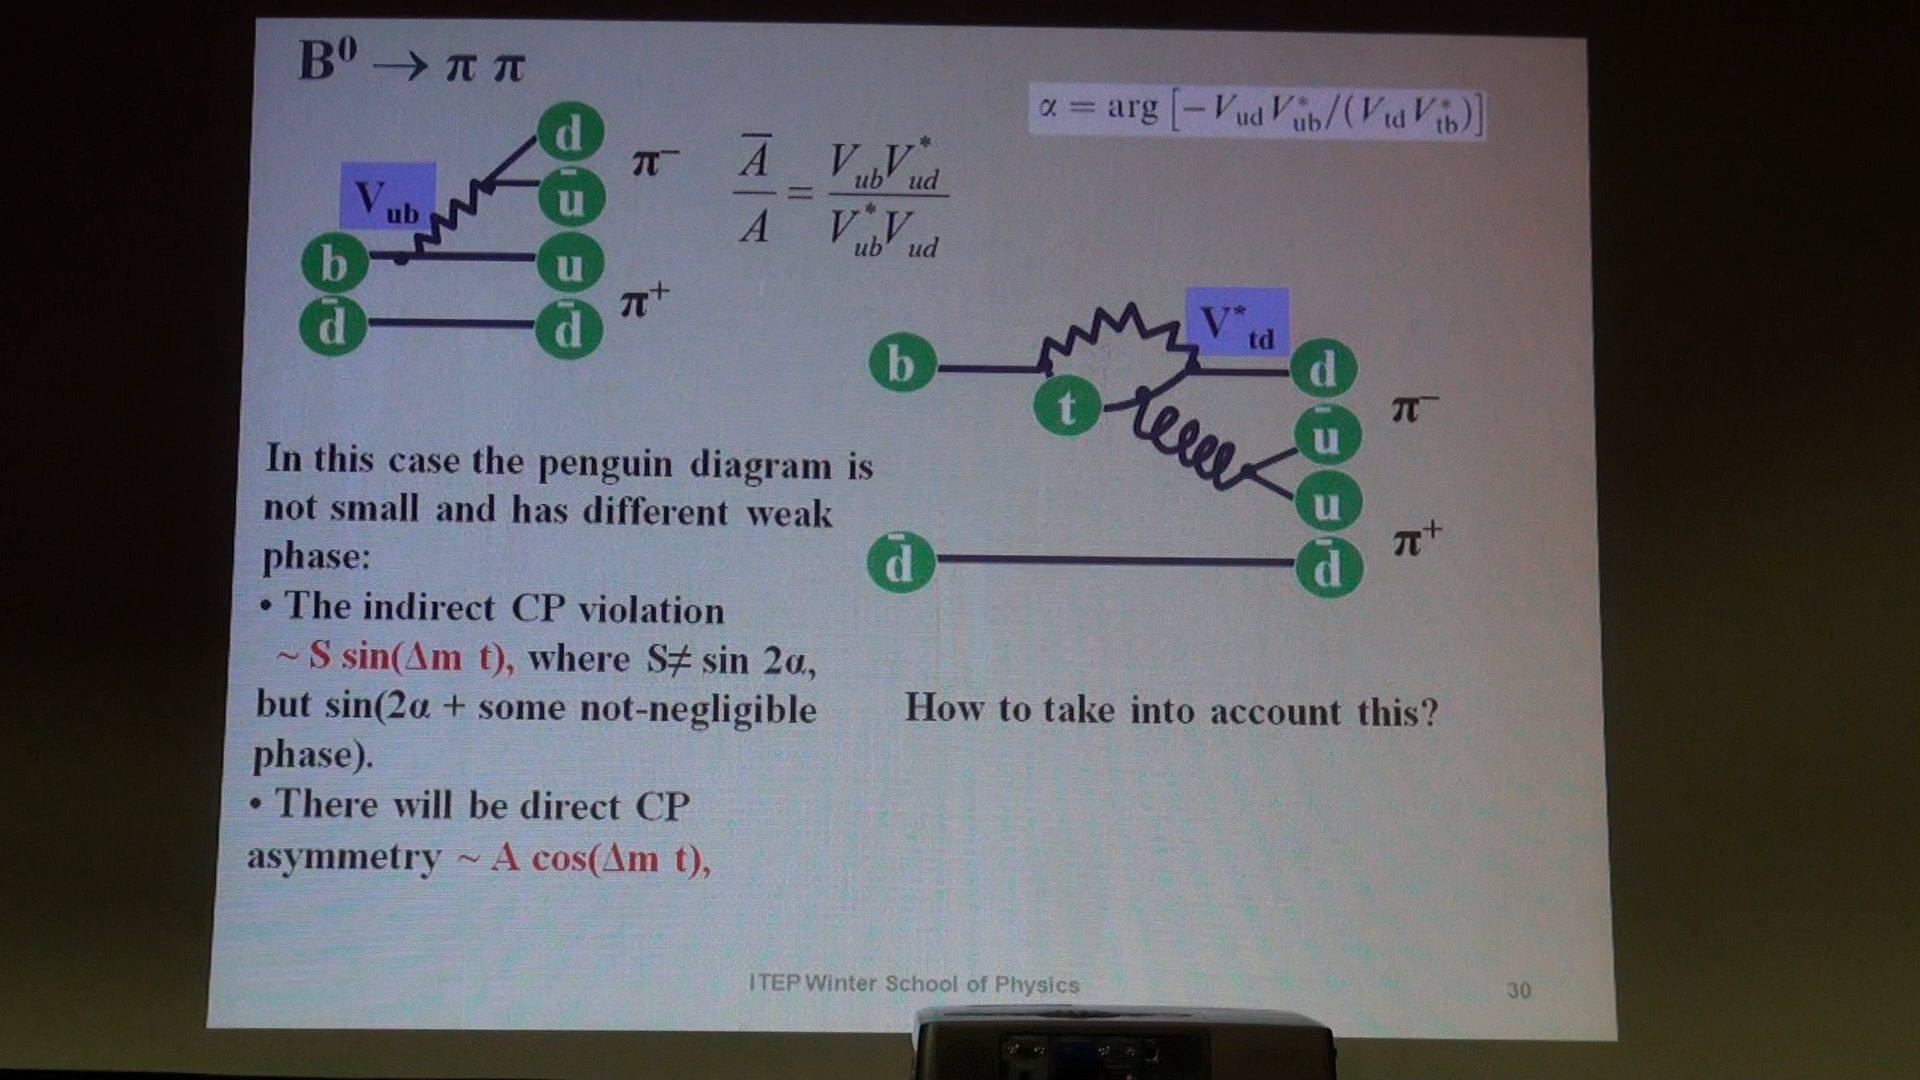 B⁰ → π π
α = arg [− V_ud V*_ub/(V_td V*_tb)]
d
ū
π⁻
V_ub
b
u
d̄
d̄
π⁺
A̅/A = V_ub V*_ud / V*_ub V_ud
V*_td
b
t
d
ū
π⁻
u
π⁺
d̄
d̄
In this case the penguin diagram is
not small and has different weak
phase:
• The indirect CP violation
~ S sin(Δm t), where S≠ sin 2α,
but sin(2α + some not-negligible
phase).
• There will be direct CP
asymmetry ~ A cos(Δm t),
How to take into account this?
ITEP Winter School of Physics
30